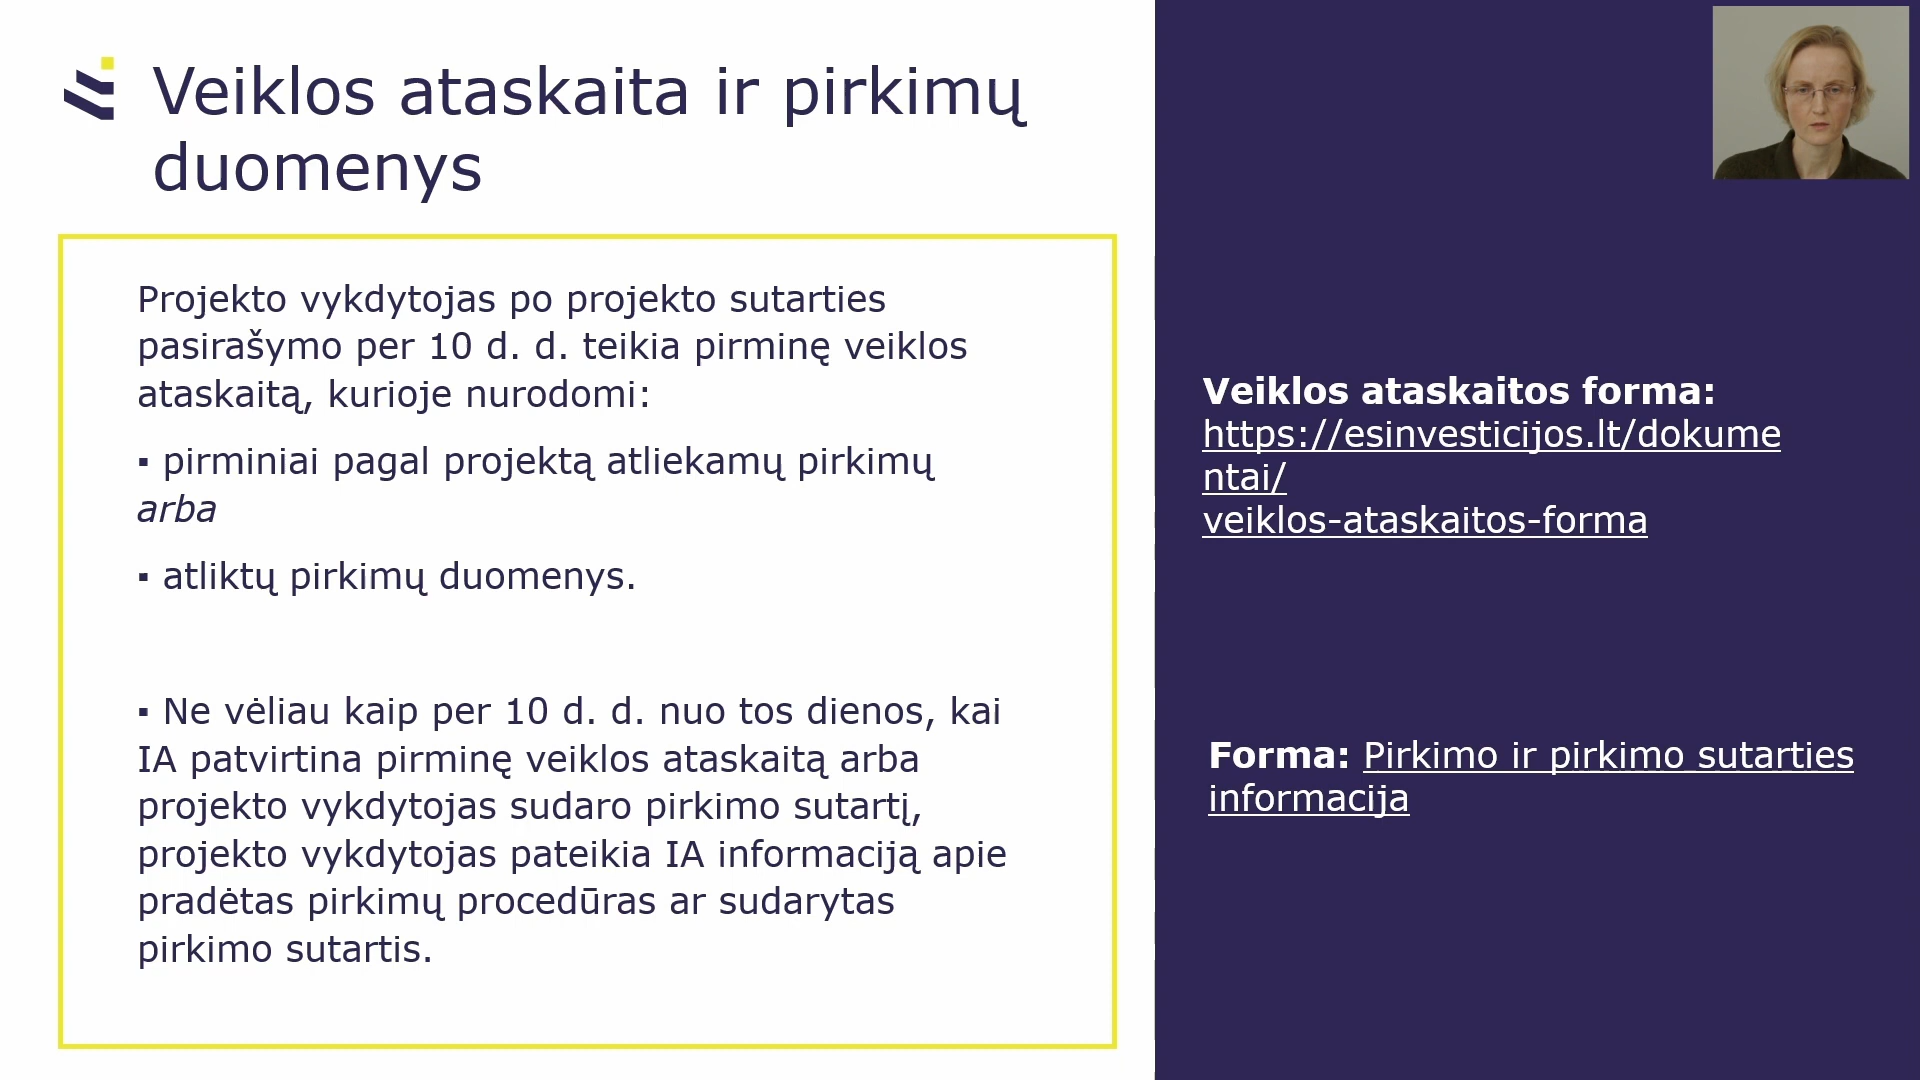 Veiklos ataskaita ir pirkimų
duomenys
Projekto vykdytojas po projekto sutarties
pasirašymo per 10 d. d. teikia pirminę veiklos
ataskaitą, kurioje nurodomi:
▪ pirminiai pagal projektą atliekamų pirkimų
arba
▪ atliktų pirkimų duomenys.
▪ Ne vėliau kaip per 10 d. d. nuo tos dienos, kai
IA patvirtina pirminę veiklos ataskaitą arba
projekto vykdytojas sudaro pirkimo sutartį,
projekto vykdytojas pateikia IA informaciją apie
pradėtas pirkimų procedūras ar sudarytas
pirkimo sutartis.
Veiklos ataskaitos forma:
https://esinvesticijos.lt/dokume
ntai/
veiklos-ataskaitos-forma
Forma: Pirkimo ir pirkimo sutarties
informacija